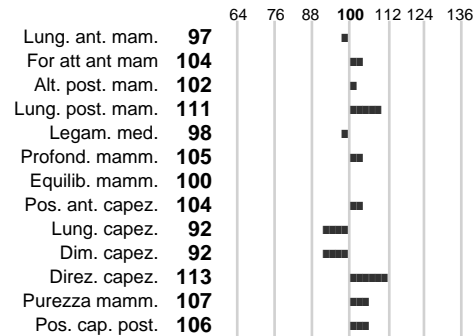 64 76 88 100 112 124 136
Lung. ant. mam. 97
For att ant mam 104
Alt. post. mam. 102
Lung. post. mam. 111
Legam. med. 98
Profond. mamm. 105
Equilib. mamm. 100
Pos. ant. capez. 104
Lung. capez. 92
Dim. capez. 92
Direz. capez. 113
Purezza mamm. 107
Pos. cap. post. 106